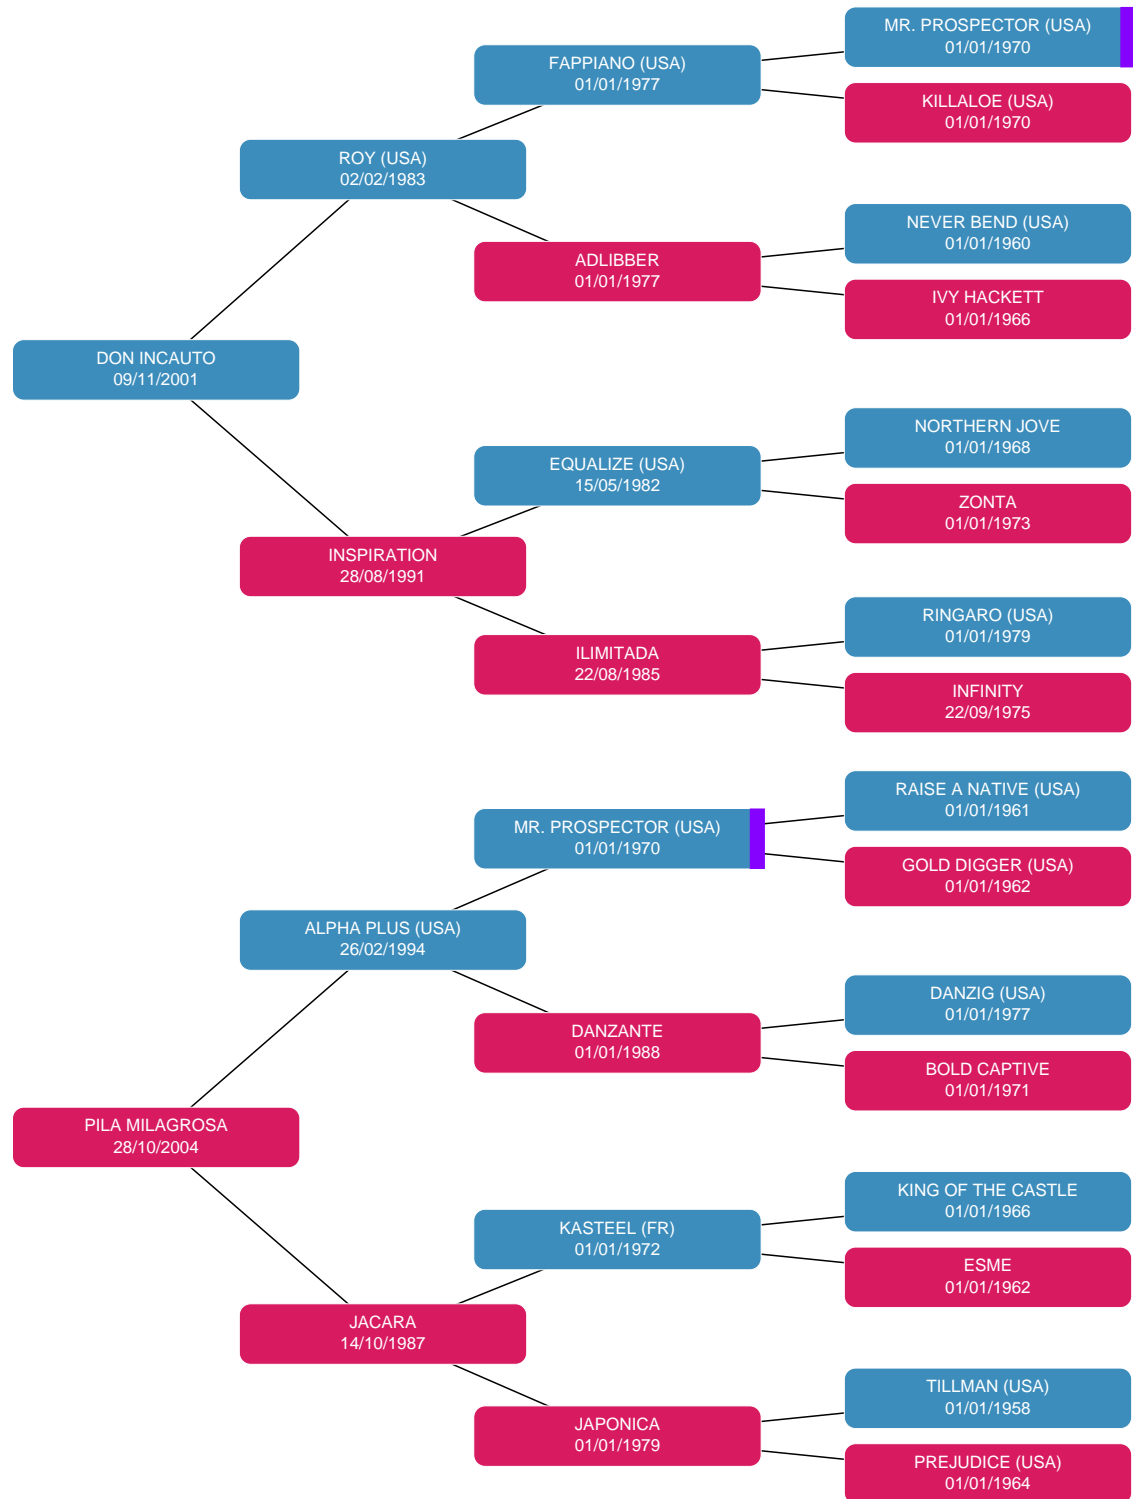 MR. PROSPECTOR (USA)
01/01/1970
FAPPIANO (USA)
01/01/1977
KILLALOE (USA)
01/01/1970
ROY (USA)
02/02/1983
NEVER BEND (USA)
01/01/1960
ADLIBBER
01/01/1977
IVY HACKETT
01/01/1966
DON INCAUTO
09/11/2001
NORTHERN JOVE
01/01/1968
EQUALIZE (USA)
15/05/1982
ZONTA
01/01/1973
INSPIRATION
28/08/1991
RINGARO (USA)
01/01/1979
ILIMITADA
22/08/1985
INFINITY
22/09/1975
RAISE A NATIVE (USA)
01/01/1961
MR. PROSPECTOR (USA)
01/01/1970
GOLD DIGGER (USA)
01/01/1962
ALPHA PLUS (USA)
26/02/1994
DANZIG (USA)
01/01/1977
DANZANTE
01/01/1988
BOLD CAPTIVE
01/01/1971
PILA MILAGROSA
28/10/2004
KING OF THE CASTLE
01/01/1966
KASTEEL (FR)
01/01/1972
ESME
01/01/1962
JACARA
14/10/1987
TILLMAN (USA)
01/01/1958
JAPONICA
01/01/1979
PREJUDICE (USA)
01/01/1964